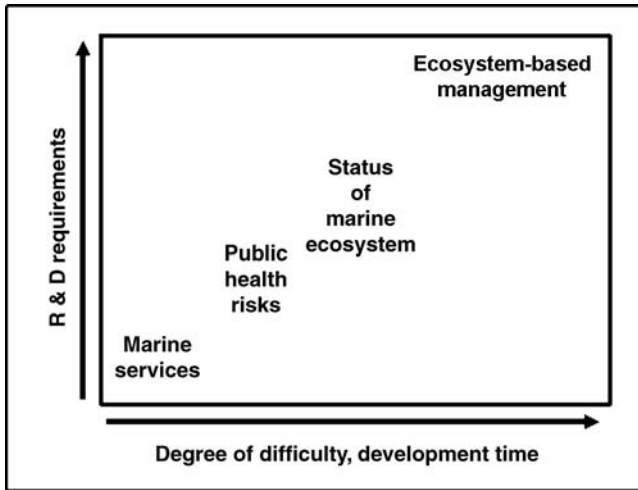 Ecosystem-based
management
Status
of
marine
ecosystem
Public
health
risks
Marine
services
R & D requirements
Degree of difficulty, development time